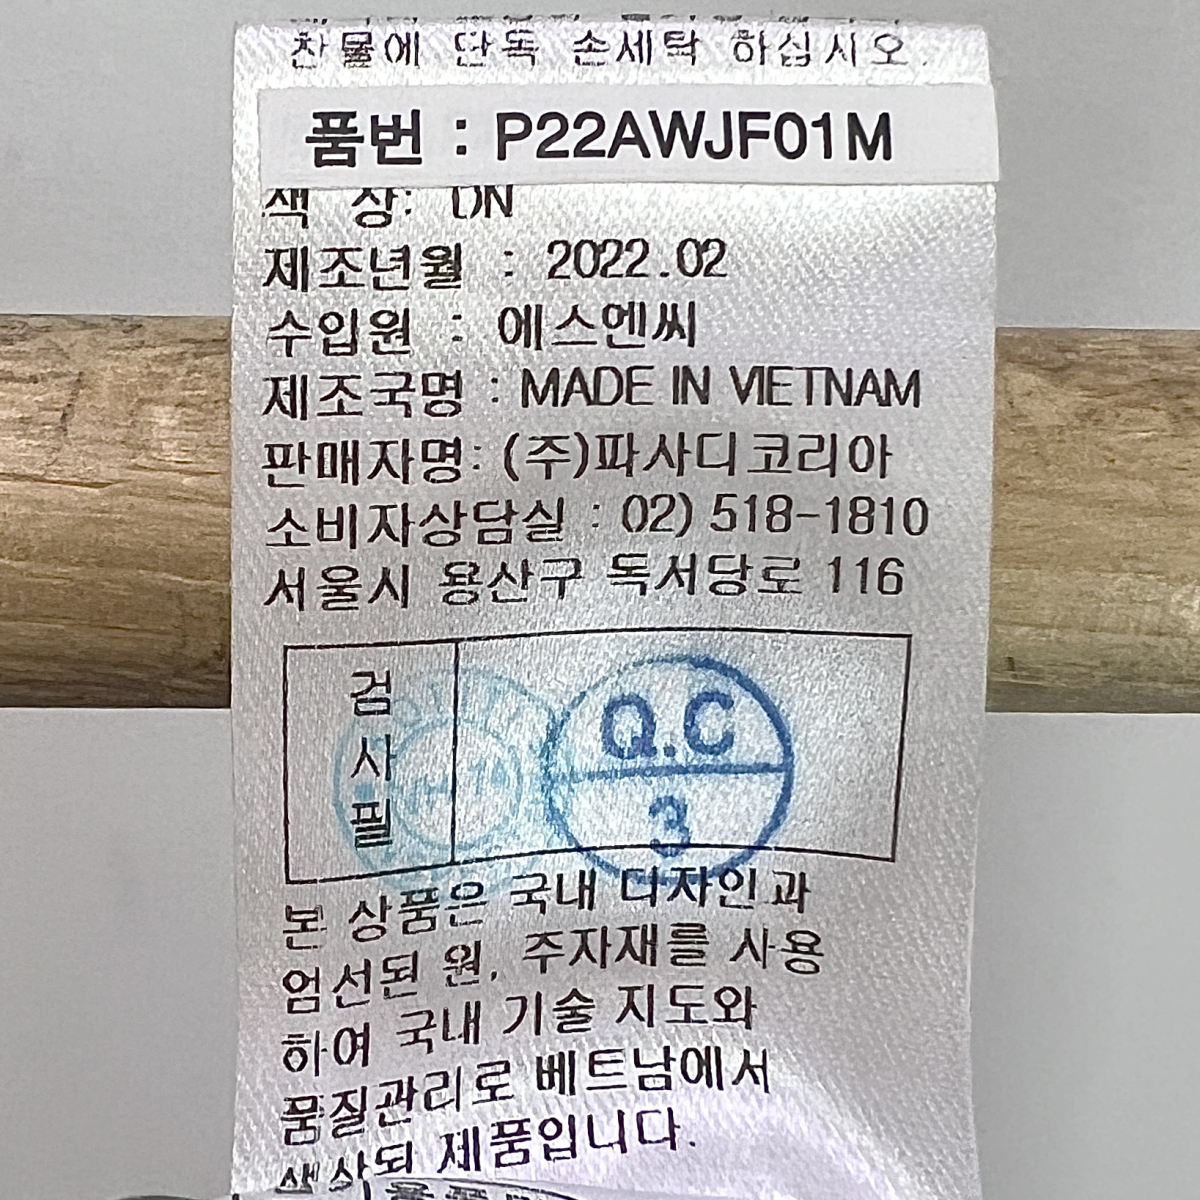 찬물에 단독 손세탁 하십시오.
품번 : P22AWJF01M
색 상: DN
제조년월 : 2022.02
수입원 : 에스엔씨
제조국명 : MADE IN VIETNAM
판매자명: (주)파사디코리아
소비자상담실 : 02) 518-1810
서울시 용산구 독서당로 116
검
사
필
Q.C
3
본 상품은 국내 디자인과
엄선된 원, 주자재를 사용
하여 국내 기술 지도와
품질관리로 베트남에서
생산된 제품입니다.